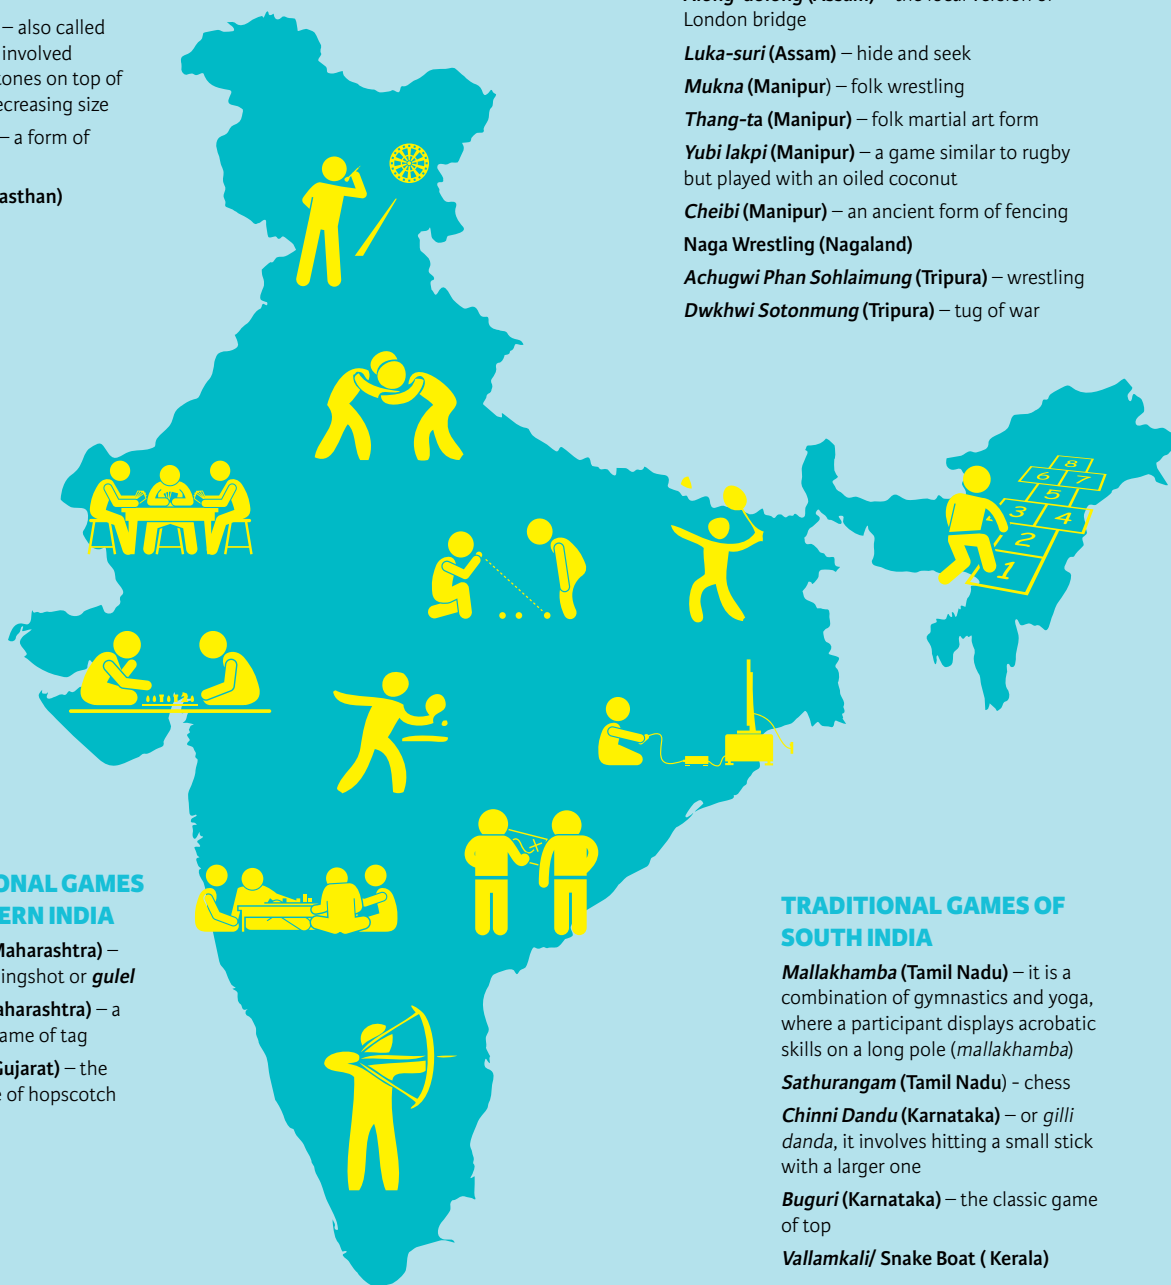 – also called
involved
tones on top of
ecreasing size
– a form of
asthan)
London bridge
Luka-suri (Assam) – hide and seek
Mukna (Manipur) – folk wrestling
Thang-ta (Manipur) – folk martial art form
Yubi lakpi (Manipur) – a game similar to rugby
but played with an oiled coconut
Cheibi (Manipur) – an ancient form of fencing
Naga Wrestling (Nagaland)
Achugwi Phan Sohlaimung (Tripura) – wrestling
Dwkhwi Sotonmung (Tripura) – tug of war
8
6 7
5
3 4
2
1
ONAL GAMES
ERN INDIA
Maharashtra) –
ingshot or gulel
aharashtra) – a
ame of tag
Gujarat) – the
e of hopscotch
TRADITIONAL GAMES OF
SOUTH INDIA
Mallakhamba (Tamil Nadu) – it is a
combination of gymnastics and yoga,
where a participant displays acrobatic
skills on a long pole (mallakhamba)
Sathurangam (Tamil Nadu) - chess
Chinni Dandu (Karnataka) – or gilli
danda, it involves hitting a small stick
with a larger one
Buguri (Karnataka) – the classic game
of top
Vallamkali/ Snake Boat ( Kerala)